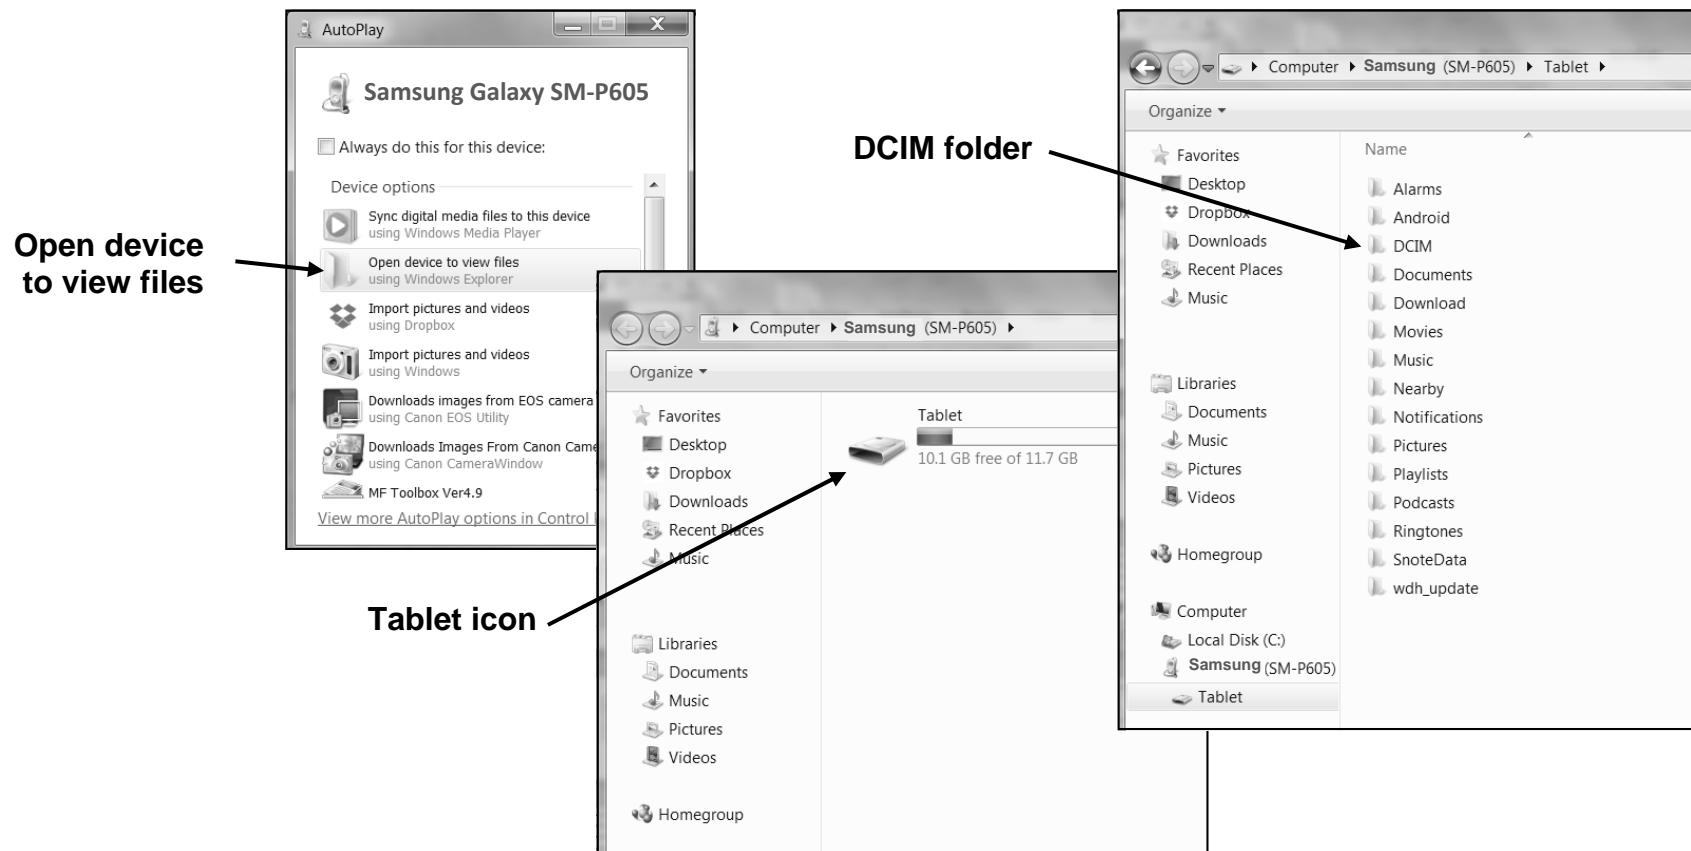 Open device
to view files
AutoPlay
Samsung Galaxy SM-P605
Always do this for this device:
Device options
Sync digital media files to this device
using Windows Media Player
Open device to view files
using Windows Explorer
Import pictures and videos
using Dropbox
Import pictures and videos
using Windows
Downloads images from EOS camera
using Canon EOS Utility
Downloads Images From Canon Came
using Canon CameraWindow
MF Toolbox Ver4.9
View more AutoPlay options in Control
Tablet icon
Computer Samsung (SM-P605)
Organize
Favorites
Desktop
Dropbox
Downloads
Recent Places
Music
Libraries
Documents
Music
Pictures
Videos
Homegroup
Tablet
10.1 GB free of 11.7 GB
DCIM folder
Computer Samsung (SM-P605) Tablet
Organize
Favorites
Desktop
Dropbox
Downloads
Recent Places
Music
Libraries
Documents
Music
Pictures
Videos
Homegroup
Computer
Local Disk (C:)
Samsung (SM-P605)
Tablet
Name
Alarms
Android
DCIM
Documents
Download
Movies
Music
Nearby
Notifications
Pictures
Playlists
Podcasts
Ringtones
SnoteData
wdh_update